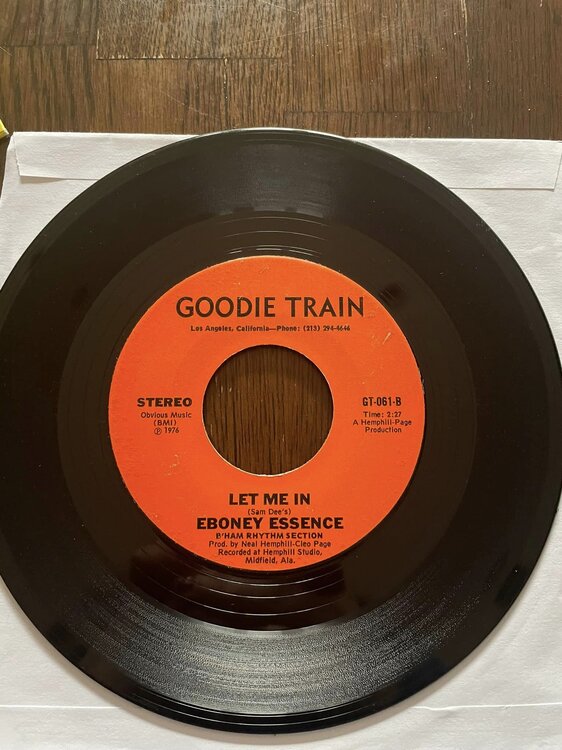 GOODIE TRAIN
Los Angeles, California—Phone: (213) 294-4646
STEREO
Obvious Music
(BMI)
Ⓟ 1976
GT-061-B
Time: 2:27
A Hemphill-Page
Production
LET ME IN
(Sam Dee's)
EBONEY ESSENCE
B'HAM RHYTHM SECTION
Prod. by Neal Hemphill-Cleo Page
Recorded at Hemphill Studio,
Midfield, Ala.